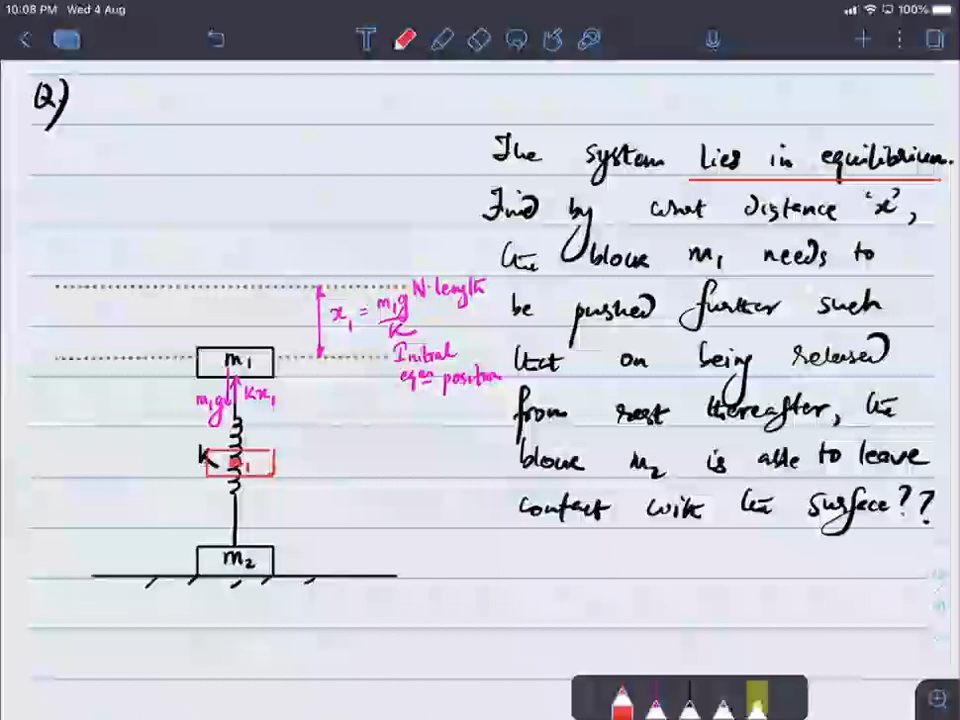 10:08 PM Wed 4 Aug
100%
T
Q)
The system lies in equilibrium.
Find by what distance 'x',
the block m₁ needs to
be pushed further such
that on being released
from rest thereafter, the
block m₂ is able to leave
contact with the surface??
N.length
x₁ = m₁g/K
Initial
eqᵐ position
m₁
m₁g
Kx₁
K
m₂